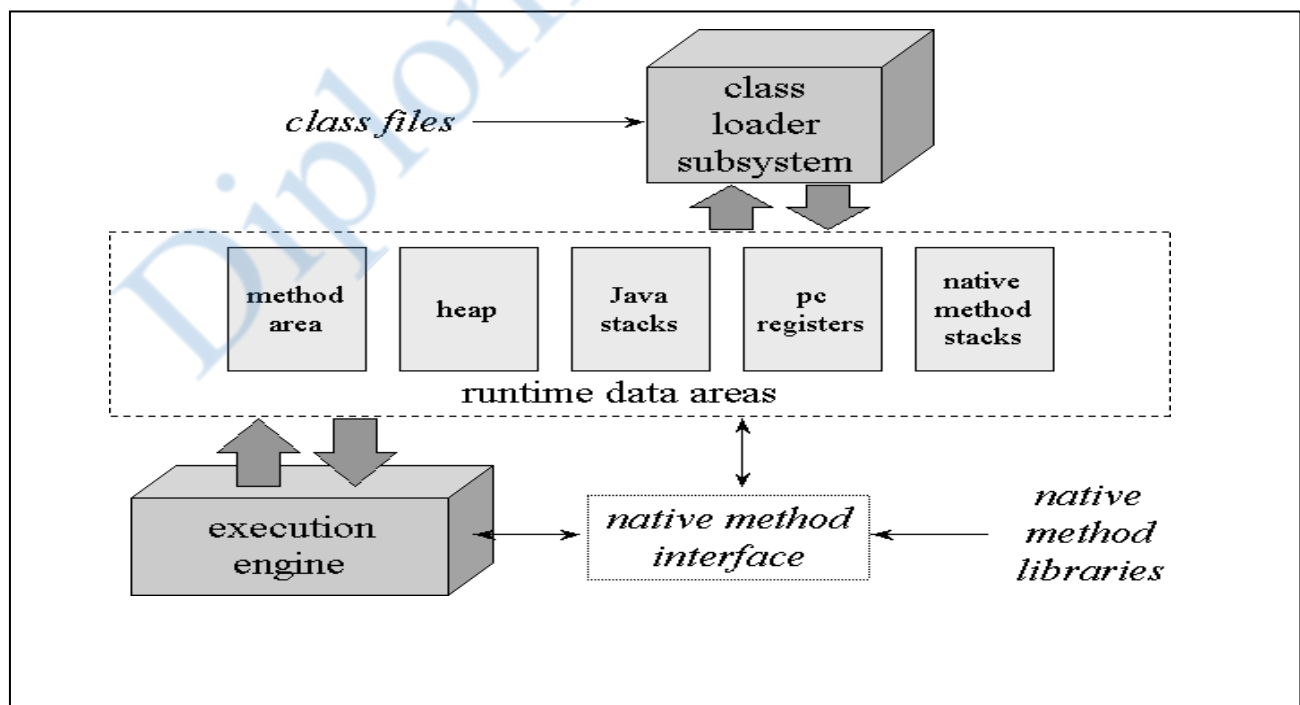 class
loader
subsystem
class files
method
area
heap
Java
stacks
pc
registers
native
method
stacks
runtime data areas
execution
engine
native method
interface
native
method
libraries
Diplom